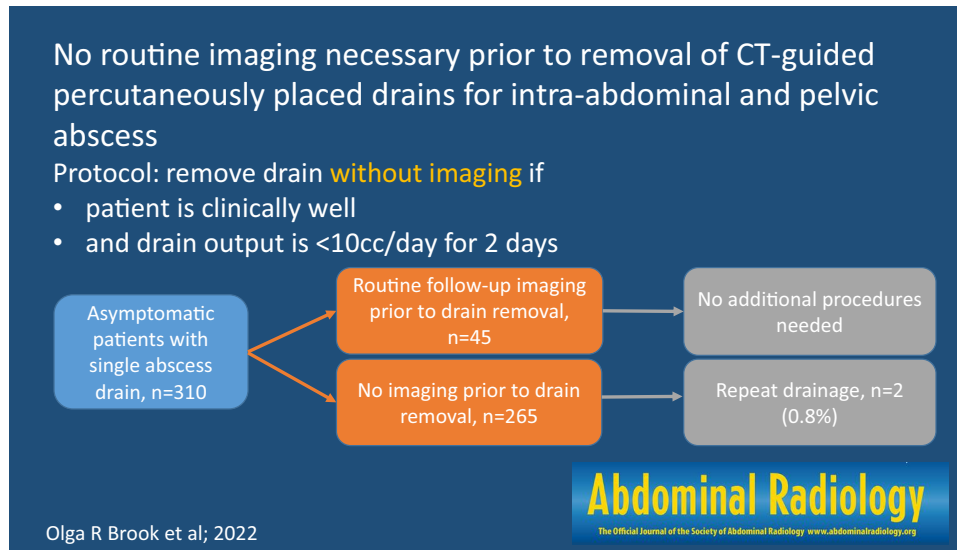 No routine imaging necessary prior to removal of CT-guided
percutaneously placed drains for intra-abdominal and pelvic
abscess
Protocol: remove drain without imaging if
• patient is clinically well
• and drain output is <10cc/day for 2 days
Asymptomatic
patients with
single abscess
drain, n=310
Routine follow-up imaging
prior to drain removal,
n=45
No additional procedures
needed
No imaging prior to drain
removal, n=265
Repeat drainage, n=2
(0.8%)
Abdominal Radiology
The Official Journal of the Society of Abdominal Radiology www.abdominalradiology.org
Olga R Brook et al; 2022